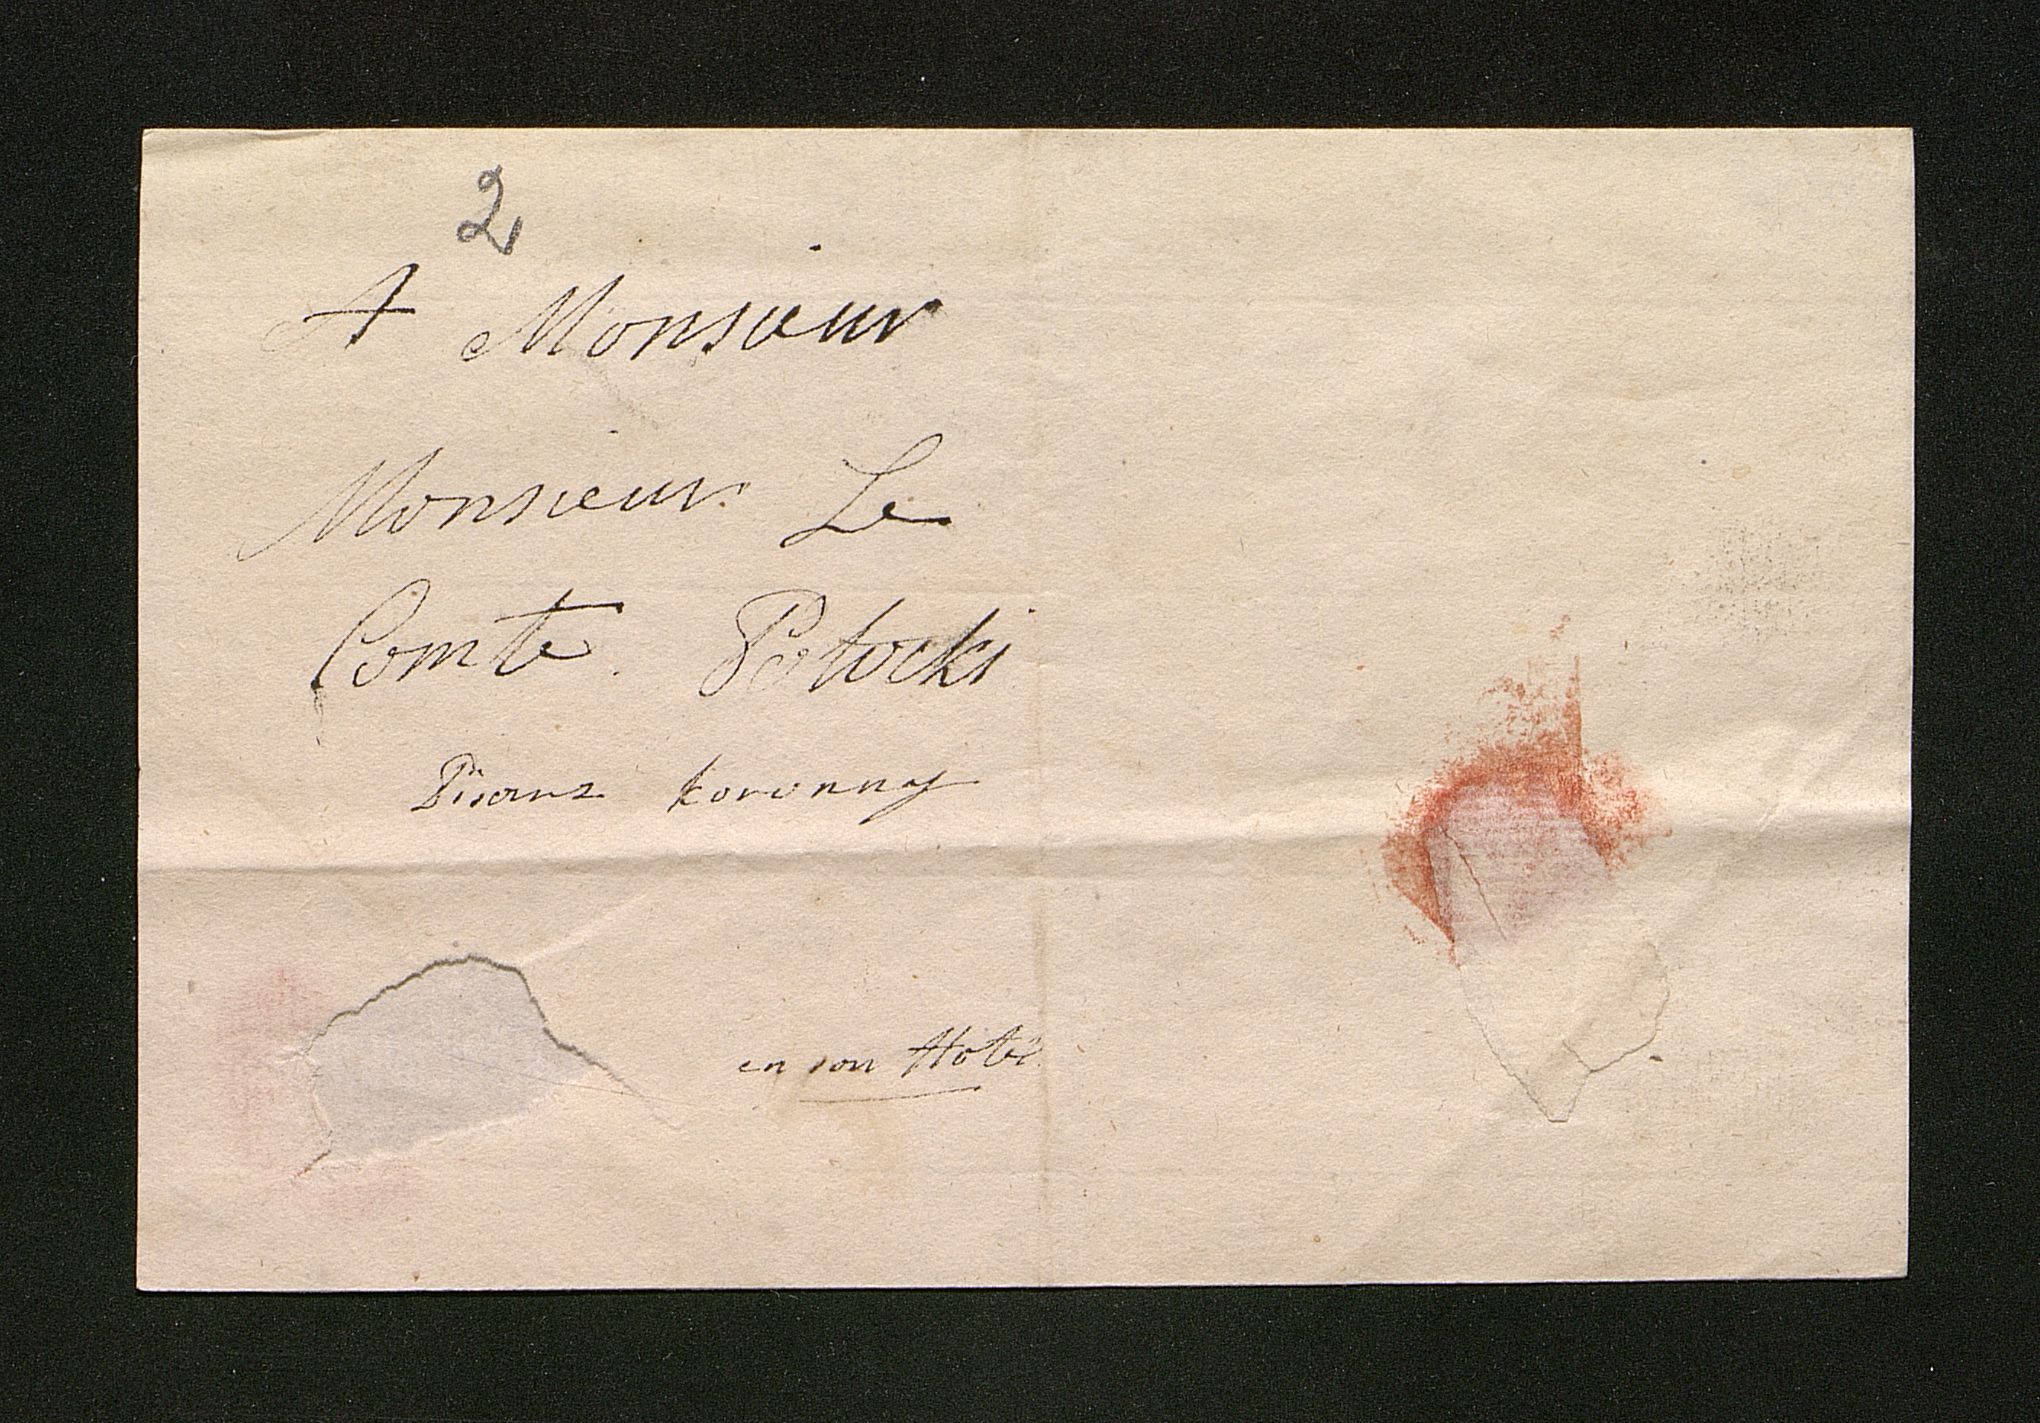 2
A Monsieur
Monsieur Le
Comte Potocki
Pisarz koronny
en son Hotel